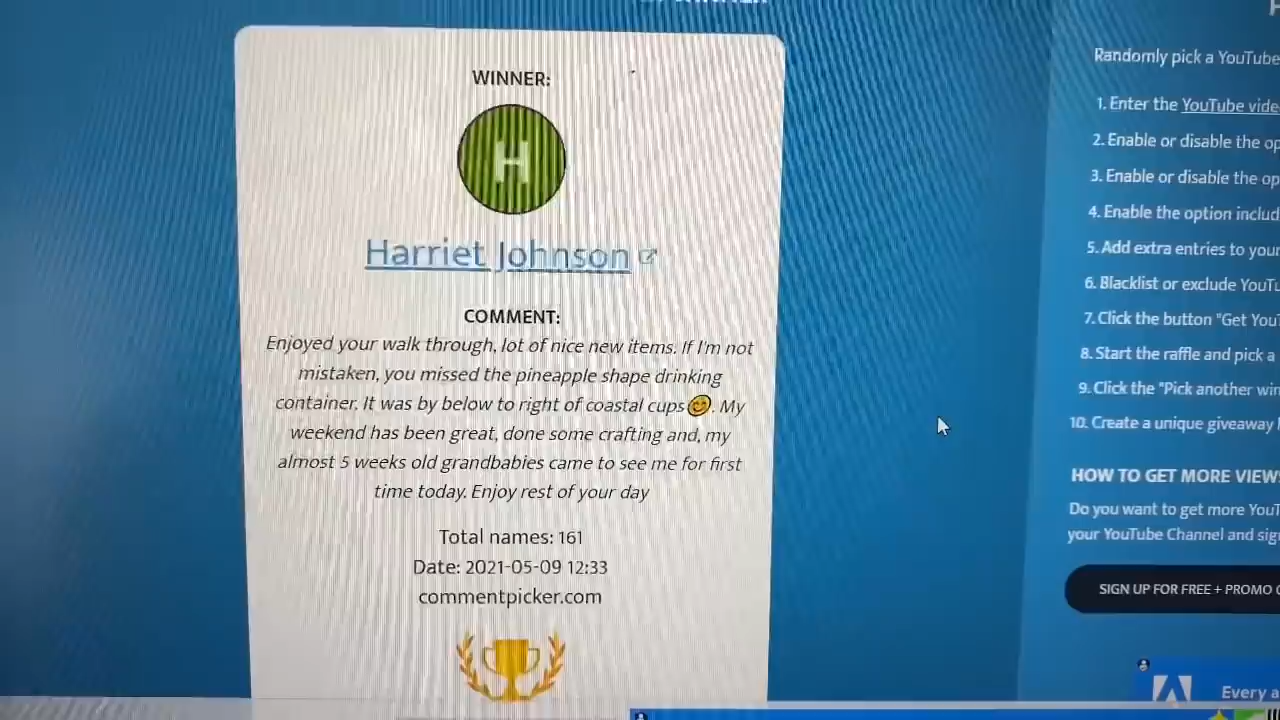 WINNER:
H
Harriet Johnson
COMMENT:
Enjoyed your walk through, lot of nice new items. If I'm not
mistaken, you missed the pineapple shape drinking
container. It was by below to right of coastal cups😊. My
weekend has been great, done some crafting and, my
almost 5 weeks old grandbabies came to see me for first
time today. Enjoy rest of your day
Total names: 161
Date: 2021-05-09 12:33
commentpicker.com
Randomly pick a YouTube
1. Enter the YouTube vide
2. Enable or disable the op
3. Enable or disable the op
4. Enable the option includ
5. Add extra entries to your
6. Blacklist or exclude YouTu
7. Click the button "Get You
8. Start the raffle and pick a
9. Click the "Pick another win
10. Create a unique giveaway
HOW TO GET MORE VIEWS
Do you want to get more YouT
your YouTube Channel and sig
SIGN UP FOR FREE + PROMO
Every a